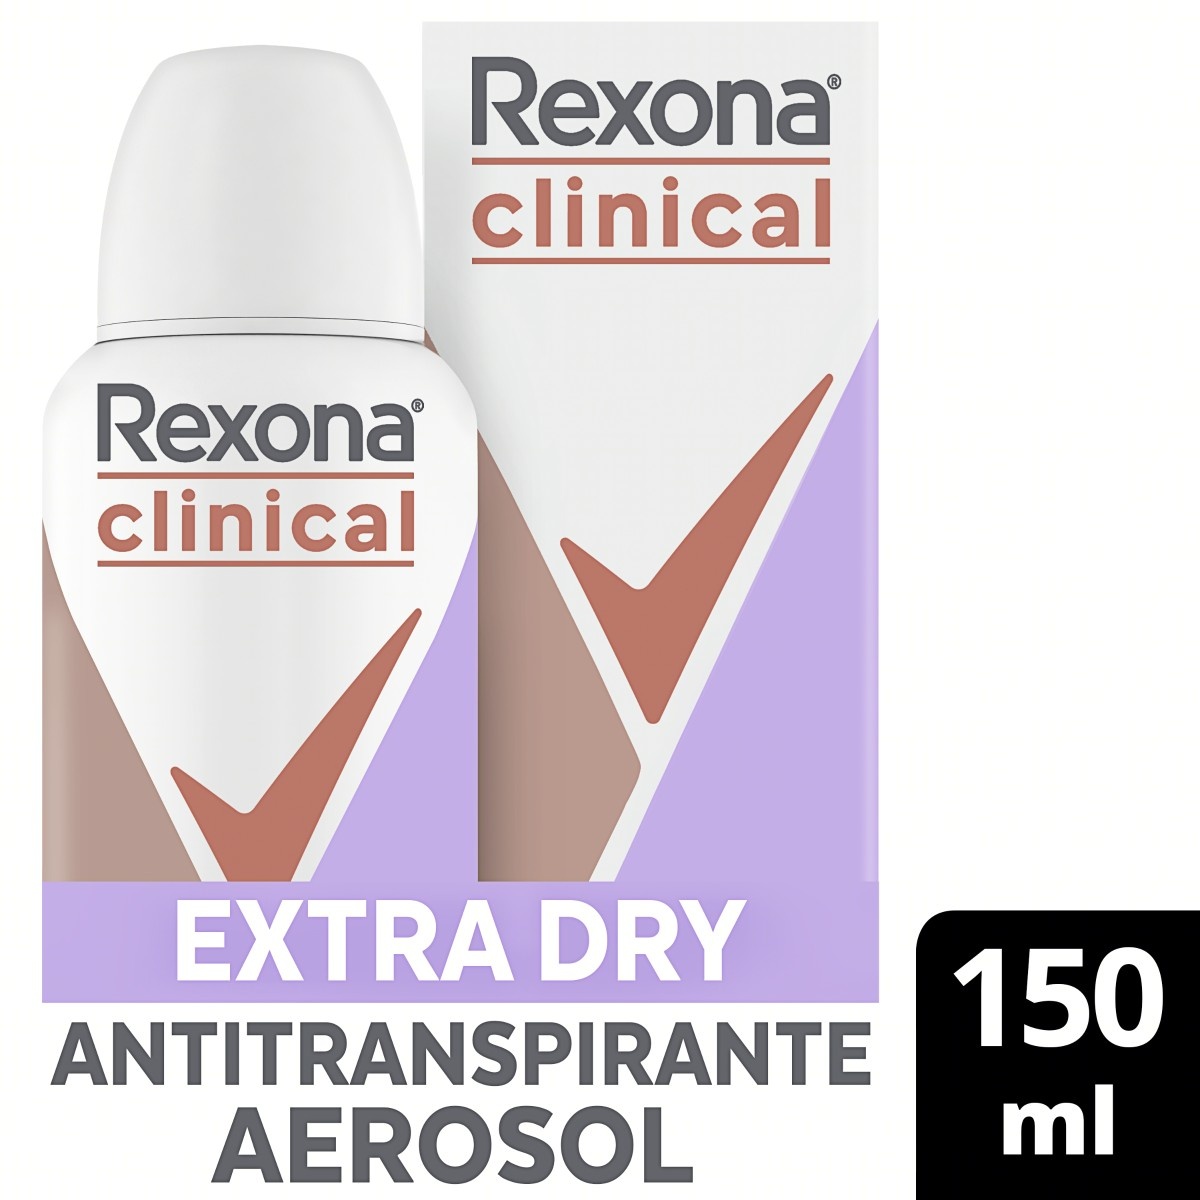 Rexona®
clinical
Rexona®
clinical
EXTRA DRY
ANTITRANSPIRANTE
AEROSOL
150
ml